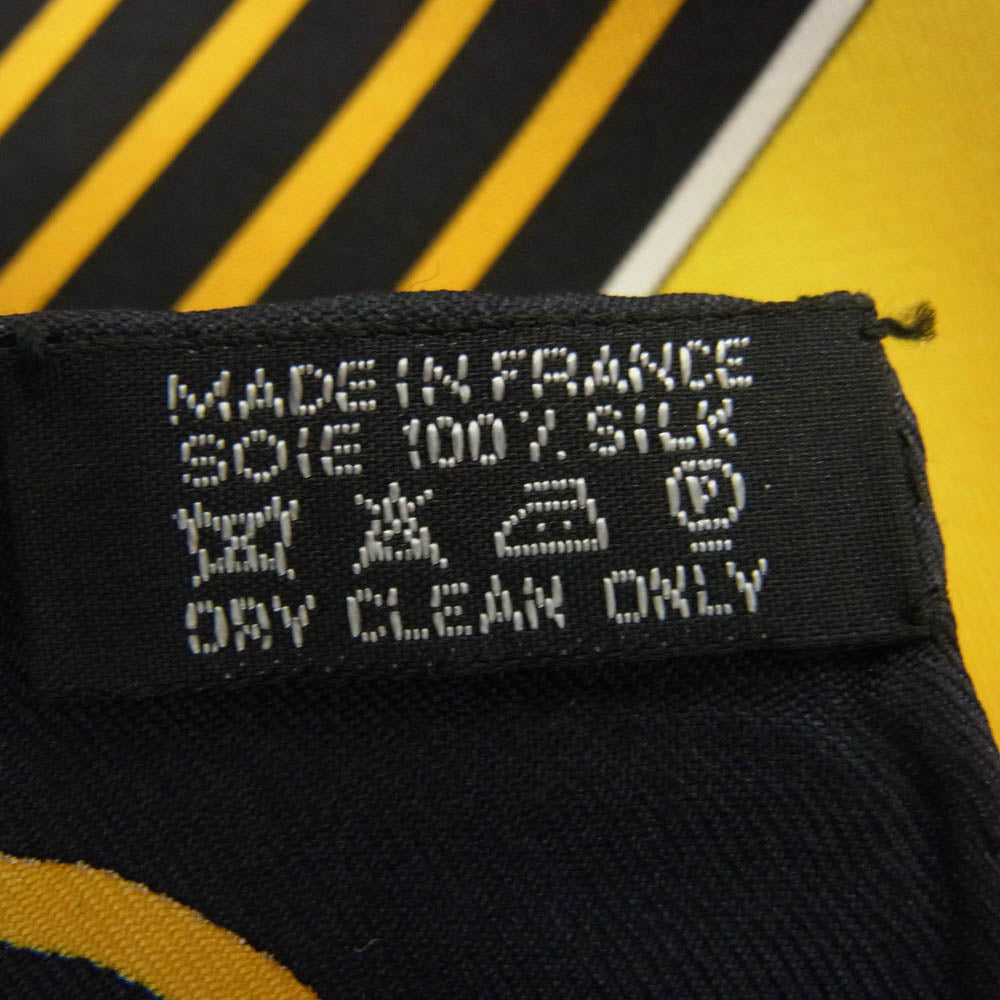 MADE IN FRANCE
SOIE 100% SILK
P
DRY CLEAN ONLY